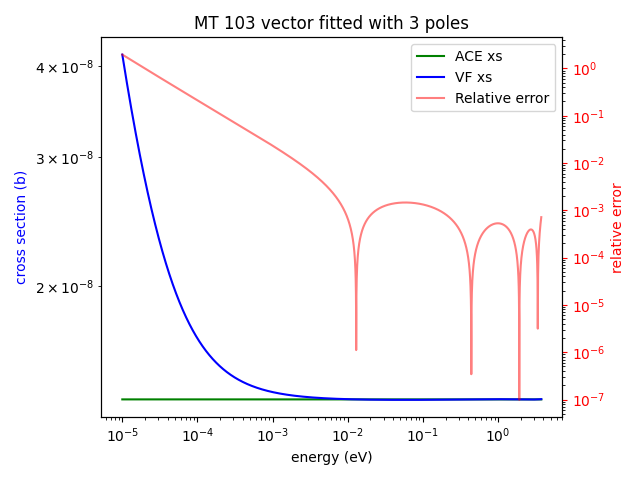 MT 103 vector fitted with 3 poles
ACE xs
VF xs
Relative error
4 × 10⁻⁸
3 × 10⁻⁸
2 × 10⁻⁸
cross section (b)
10⁰
10⁻¹
10⁻²
10⁻³
10⁻⁴
10⁻⁵
10⁻⁶
10⁻⁷
relative error
10⁻⁵ 10⁻⁴ 10⁻³ 10⁻² 10⁻¹ 10⁰
energy (eV)